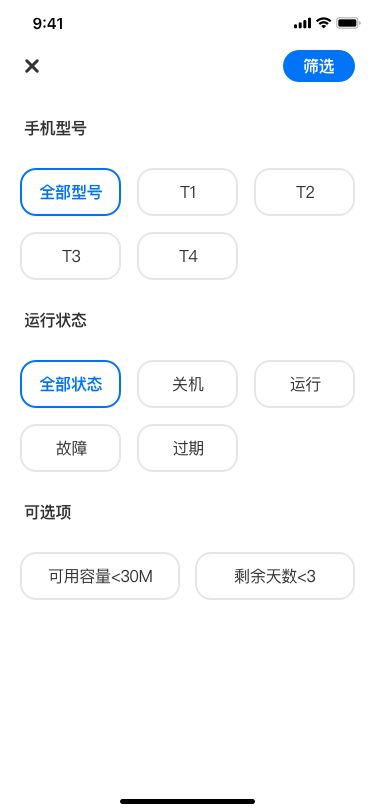 9:41
筛选
手机型号
全部型号 T1 T2
T3 T4
运行状态
全部状态 关机 运行
故障 过期
可选项
可用容量<30M 剩余天数<3